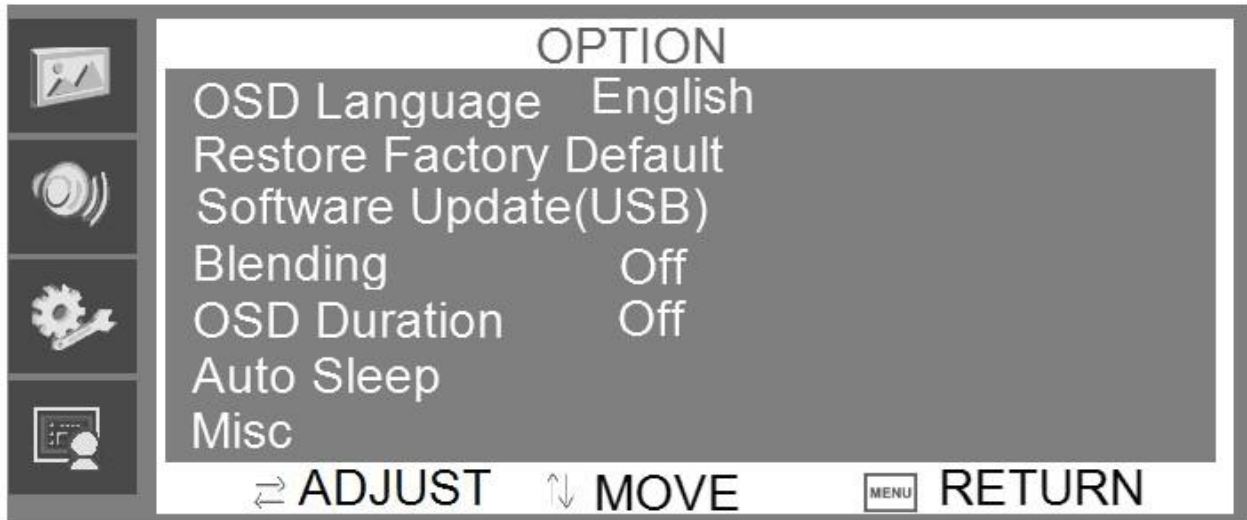 OPTION
OSD Language English
Restore Factory Default
Software Update(USB)
Blending Off
OSD Duration Off
Auto Sleep
Misc
ADJUST MOVE MENU RETURN